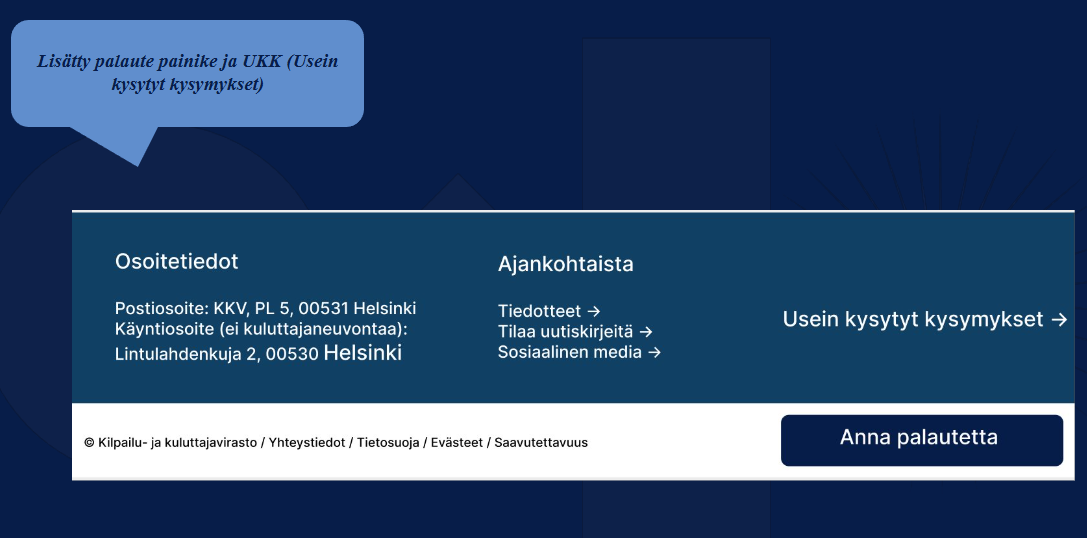 Lisätty palaute painike ja UKK (Usein
kysytyt kysymykset)
Osoitetiedot
Postiosoite: KKV, PL 5, 00531 Helsinki
Käyntiosoite (ei kuluttajaneuvontaa):
Lintulahdenkuja 2, 00530 Helsinki
Ajankohtaista
Tiedotteet →
Tilaa uutiskirjeitä →
Sosiaalinen media →
Usein kysytyt kysymykset →
© Kilpailu- ja kuluttajavirasto / Yhteystiedot / Tietosuoja / Evästeet / Saavutettavuus
Anna palautetta